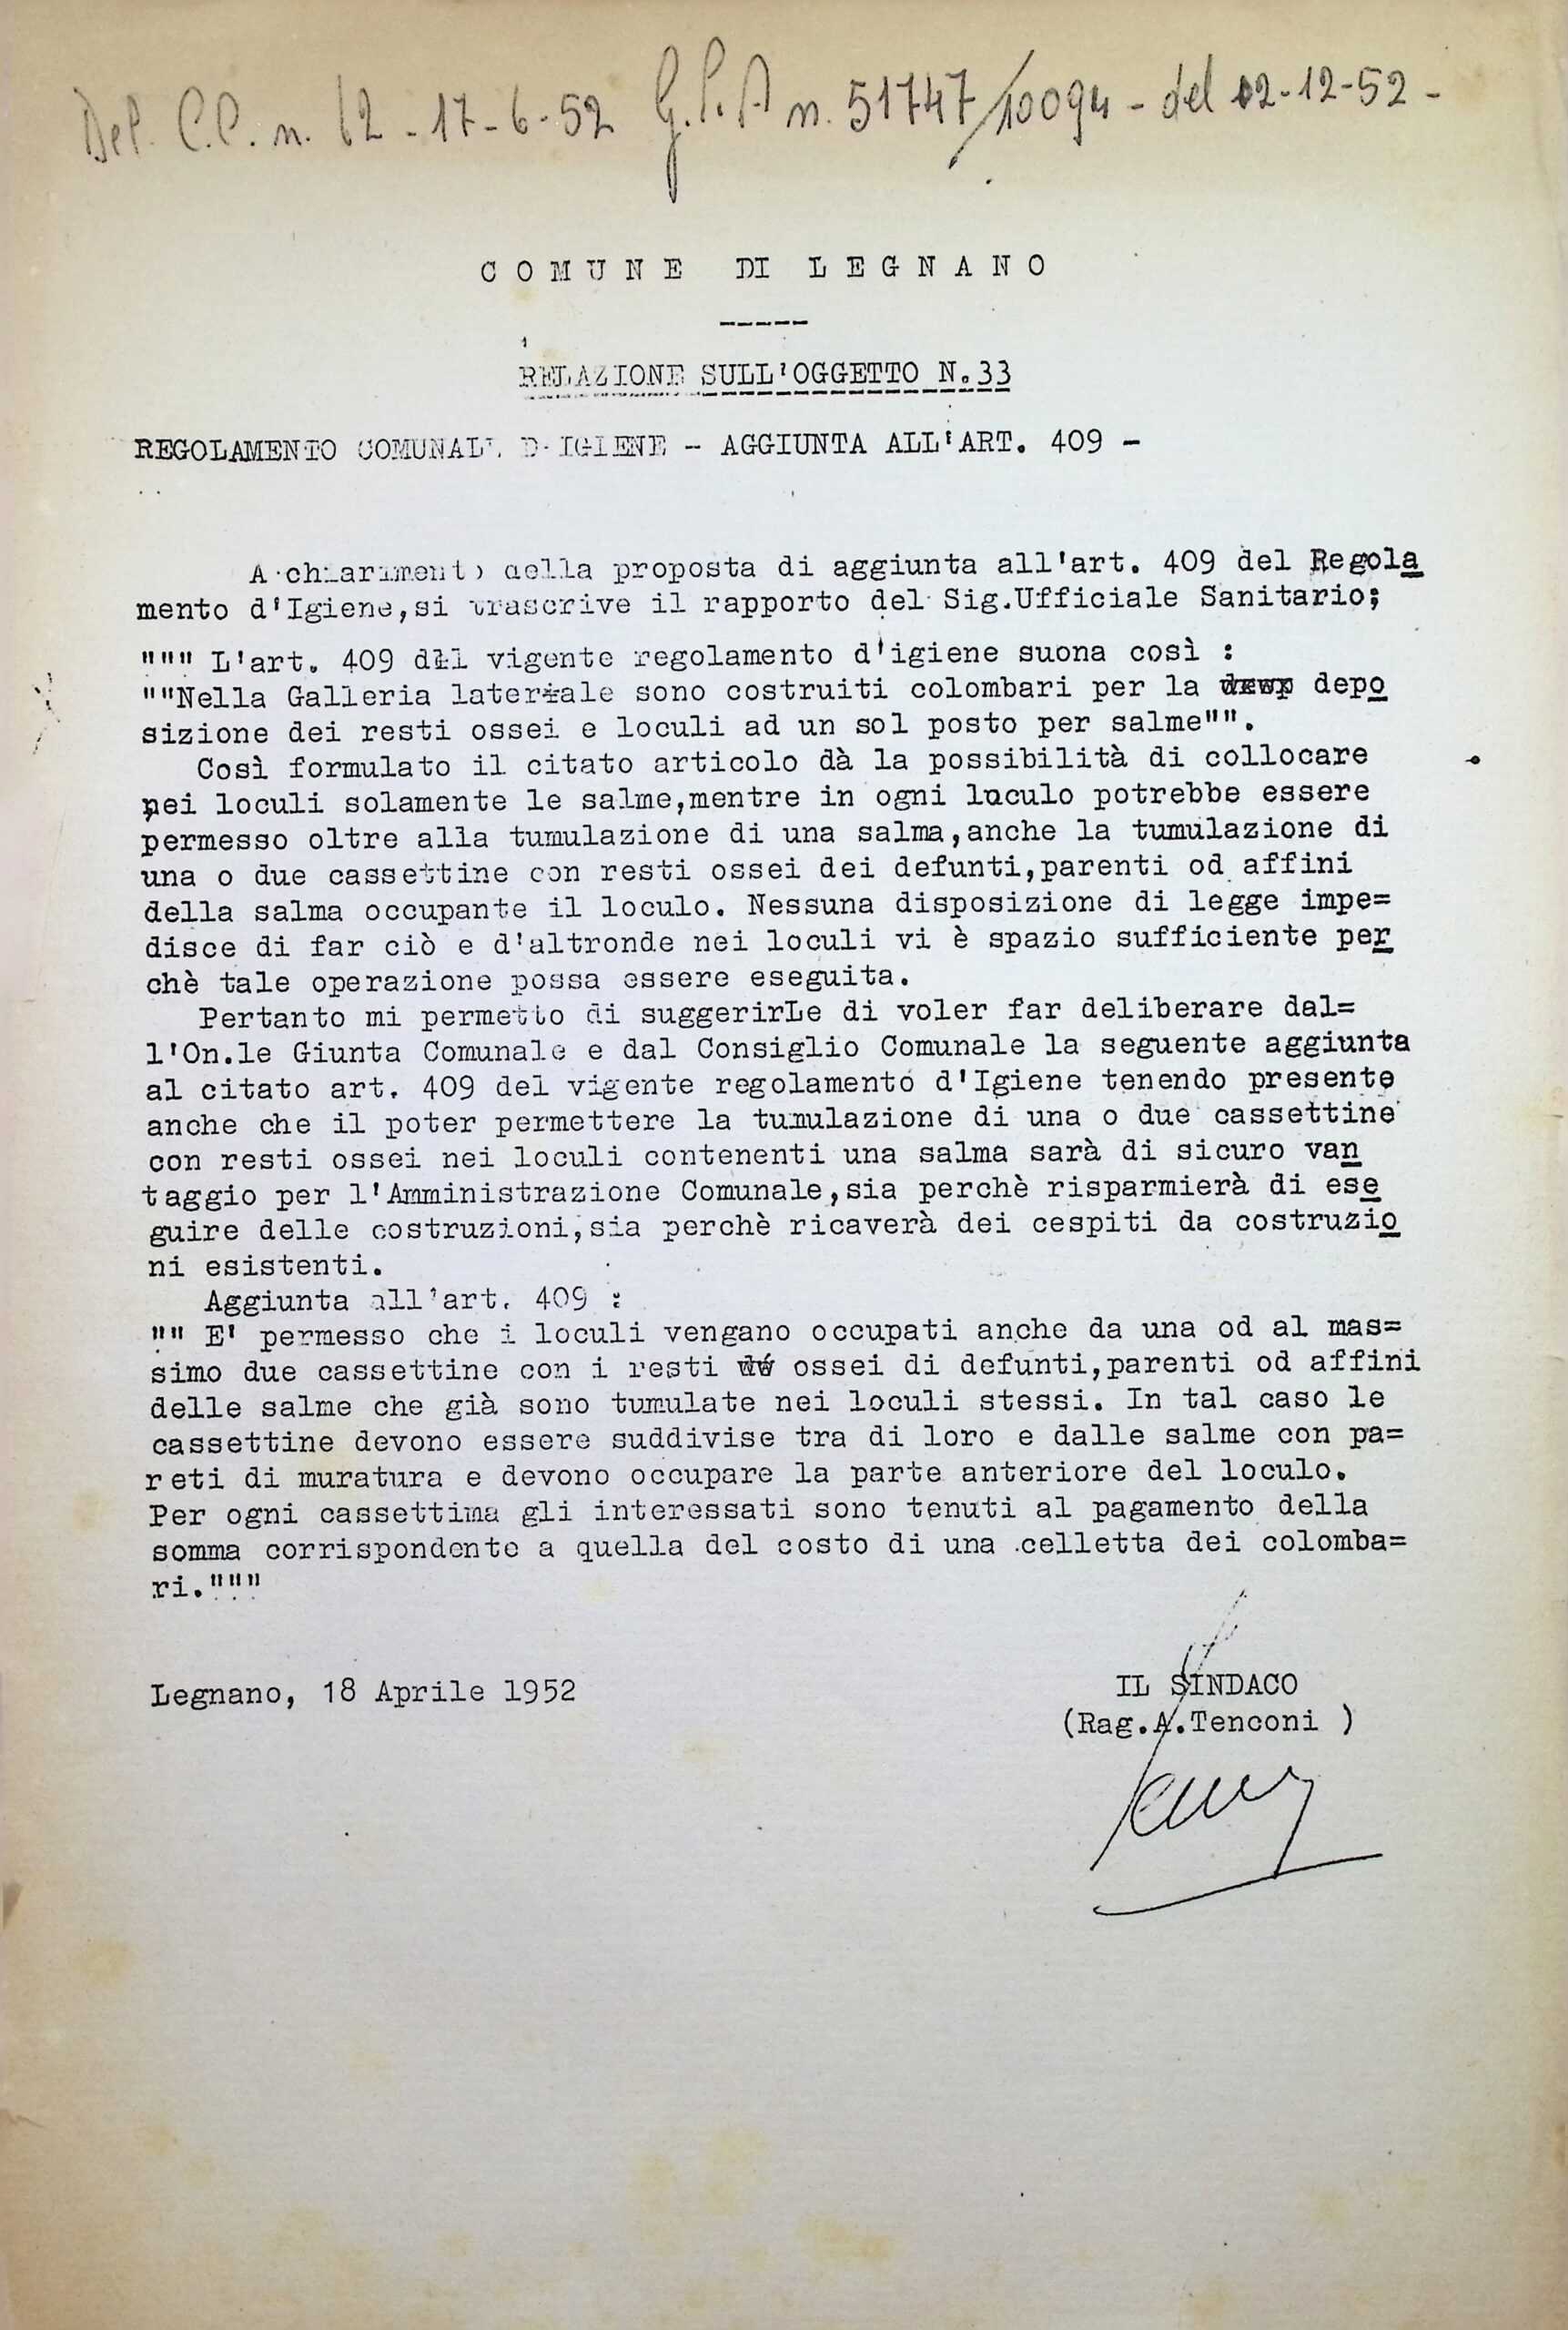 Del. C.C. n. 62 - 17-6-52 G.P.A n. 51747/10094 - del 02-12-52 -
COMUNE DI LEGNANO
-----
RELAZIONE SULL'OGGETTO N.33
REGOLAMENTO COMUNALE D'IGIENE - AGGIUNTA ALL'ART. 409 -
A chiarimento della proposta di aggiunta all'art. 409 del Regola
mento d'Igiene,si trascrive il rapporto del Sig.Ufficiale Sanitario;
""" L'art. 409 del vigente regolamento d'igiene suona così :
""Nella Galleria lateriale sono costruiti colombari per la depo
sizione dei resti ossei e loculi ad un sol posto per salme"".
Così formulato il citato articolo dà la possibilità di collocare
nei loculi solamente le salme,mentre in ogni luculo potrebbe essere
permesso oltre alla tumulazione di una salma,anche la tumulazione di
una o due cassettine con resti ossei dei defunti,parenti od affini
della salma occupante il loculo. Nessuna disposizione di legge impe=
disce di far ciò e d'altronde nei loculi vi è spazio sufficiente per
chè tale operazione possa essere eseguita.
Pertanto mi permetto di suggerirLe di voler far deliberare dal=
l'On.le Giunta Comunale e dal Consiglio Comunale la seguente aggiunta
al citato art. 409 del vigente regolamento d'Igiene tenendo presente
anche che il poter permettere la tumulazione di una o due cassettine
con resti ossei nei loculi contenenti una salma sarà di sicuro van
taggio per l'Amministrazione Comunale,sia perchè risparmierà di ese
guire delle costruzioni,sia perchè ricaverà dei cespiti da costruzio
ni esistenti.
Aggiunta all'art. 409 :
"" E' permesso che i loculi vengano occupati anche da una od al mas=
simo due cassettine con i resti ossei di defunti,parenti od affini
delle salme che già sono tumulate nei loculi stessi. In tal caso le
cassettine devono essere suddivise tra di loro e dalle salme con pa=
reti di muratura e devono occupare la parte anteriore del loculo.
Per ogni cassettina gli interessati sono tenuti al pagamento della
somma corrispondente a quella del costo di una celletta dei colomba=
ri."""
Legnano, 18 Aprile 1952
IL SINDACO
(Rag.A.Tenconi )